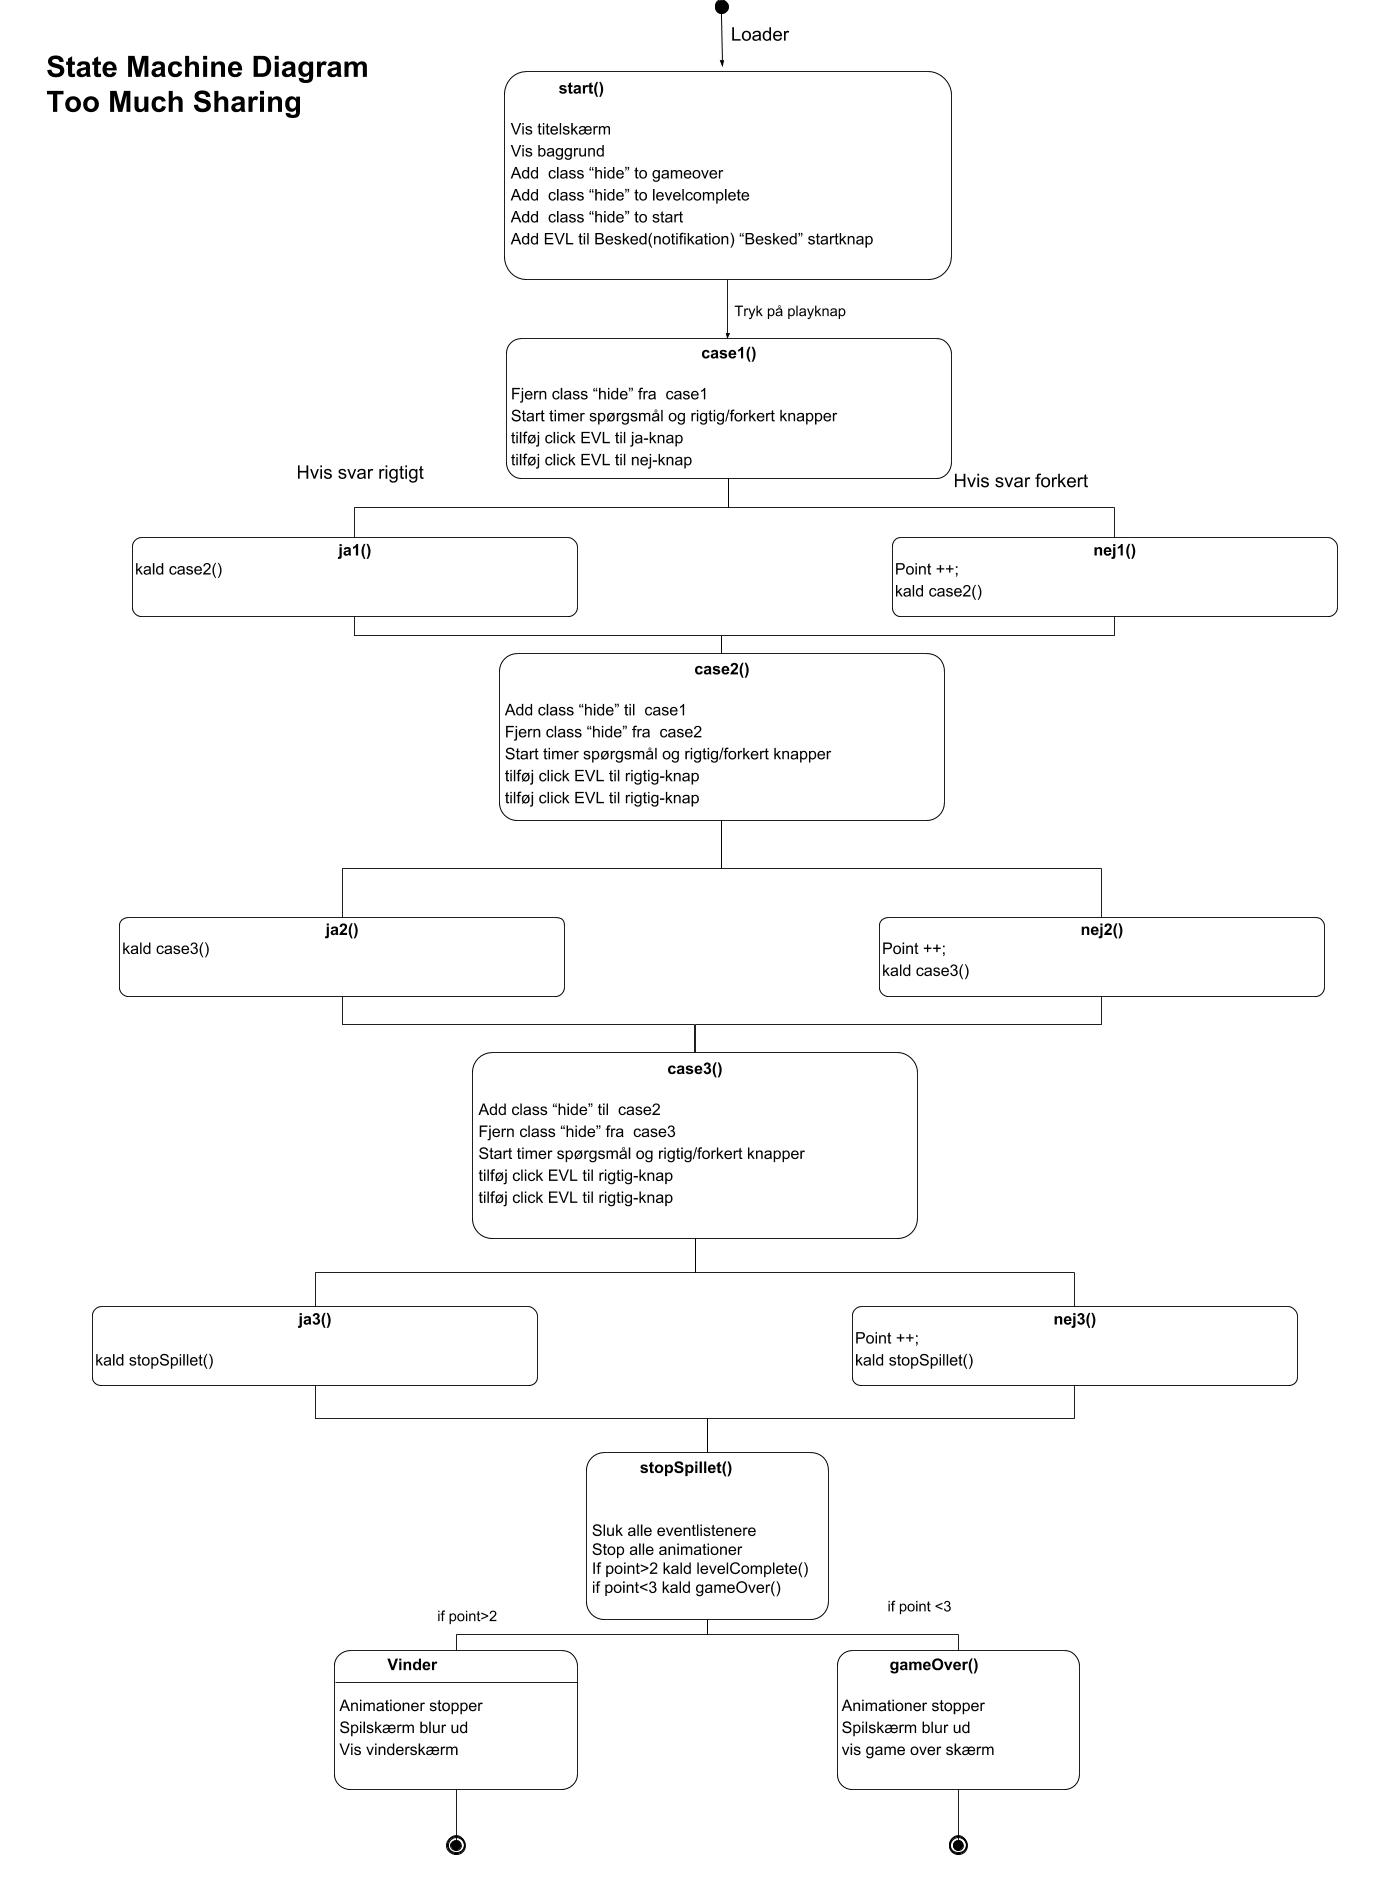 Loader
State Machine Diagram
Too Much Sharing
start()
Vis titelskærm
Vis baggrund
Add  class “hide” to gameover
Add  class “hide” to levelcomplete
Add  class “hide” to start
Add EVL til Besked(notifikation) “Besked” startknap
Tryk på playknap
case1()
Fjern class “hide” fra  case1
Start timer spørgsmål og rigtig/forkert knapper
tilføj click EVL til ja-knap
tilføj click EVL til nej-knap
Hvis svar rigtigt
Hvis svar forkert
ja1()
kald case2()
nej1()
Point ++;
kald case2()
case2()
Add class “hide” til  case1
Fjern class “hide” fra  case2
Start timer spørgsmål og rigtig/forkert knapper
tilføj click EVL til rigtig-knap
tilføj click EVL til rigtig-knap
ja2()
kald case3()
nej2()
Point ++;
kald case3()
case3()
Add class “hide” til  case2
Fjern class “hide” fra  case3
Start timer spørgsmål og rigtig/forkert knapper
tilføj click EVL til rigtig-knap
tilføj click EVL til rigtig-knap
ja3()
kald stopSpillet()
nej3()
Point ++;
kald stopSpillet()
stopSpillet()
Sluk alle eventlistenere
Stop alle animationer
If point>2 kald levelComplete()
if point<3 kald gameOver()
if point>2
if point <3
Vinder
Animationer stopper
Spilskærm blur ud
Vis vinderskærm
gameOver()
Animationer stopper
Spilskærm blur ud
vis game over skærm